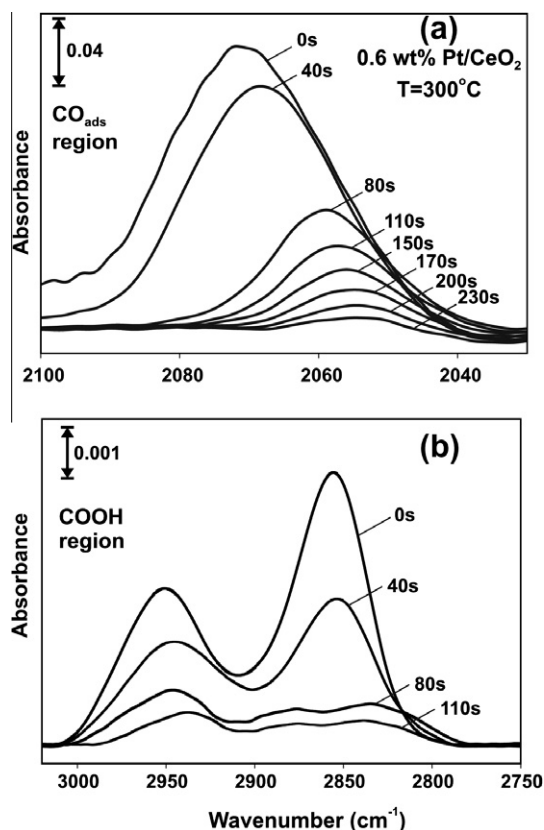 (a)
0.04
0s
40s
0.6 wt% Pt/CeO₂
T=300°C
CO_ads
region
Absorbance
80s
110s
150s
170s
200s
230s
2100 2080 2060 2040
(b)
0.001
COOH
region
0s
40s
Absorbance
80s
110s
3000 2950 2900 2850 2800 2750
Wavenumber (cm⁻¹)